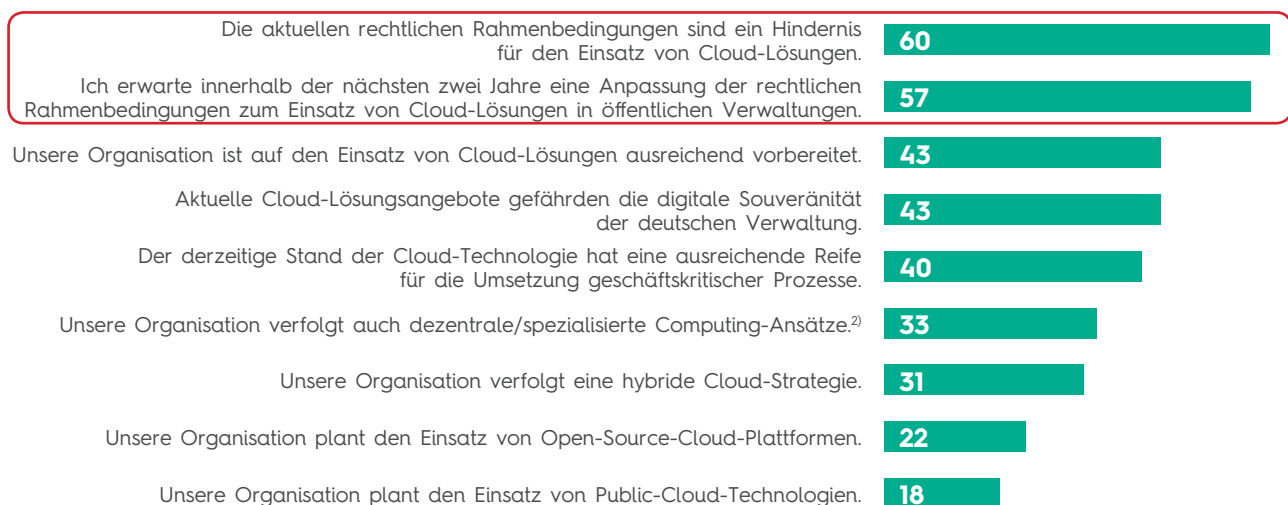 Die aktuellen rechtlichen Rahmenbedingungen sind ein Hindernis
für den Einsatz von Cloud-Lösungen.
60
Ich erwarte innerhalb der nächsten zwei Jahre eine Anpassung der rechtlichen
Rahmenbedingungen zum Einsatz von Cloud-Lösungen in öffentlichen Verwaltungen.
57
Unsere Organisation ist auf den Einsatz von Cloud-Lösungen ausreichend vorbereitet.
43
Aktuelle Cloud-Lösungsangebote gefährden die digitale Souveränität
der deutschen Verwaltung.
43
Der derzeitige Stand der Cloud-Technologie hat eine ausreichende Reife
für die Umsetzung geschäftskritischer Prozesse.
40
Unsere Organisation verfolgt auch dezentrale/spezialisierte Computing-Ansätze.²⁾
33
Unsere Organisation verfolgt eine hybride Cloud-Strategie.
31
Unsere Organisation plant den Einsatz von Open-Source-Cloud-Plattformen.
22
Unsere Organisation plant den Einsatz von Public-Cloud-Technologien.
18